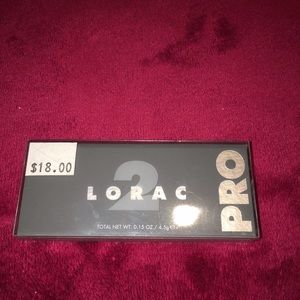 $18.00
2
LORAC
PRO
TOTAL NET WT. 0.15 OZ / 4.5g